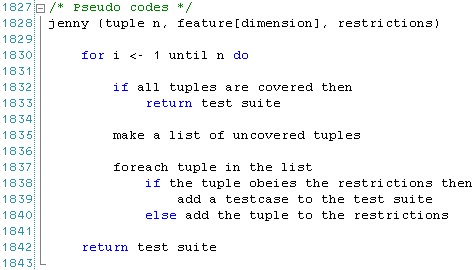 1827 /* Pseudo codes */
1828 jenny (tuple n, feature[dimension], restrictions)
1829
1830 for i <- 1 until n do
1831
1832 if all tuples are covered then
1833 return test suite
1834
1835 make a list of uncovered tuples
1836
1837 foreach tuple in the list
1838 if the tuple obeies the restrictions then
1839 add a testcase to the test suite
1840 else add the tuple to the restrictions
1841
1842 return test suite
1843